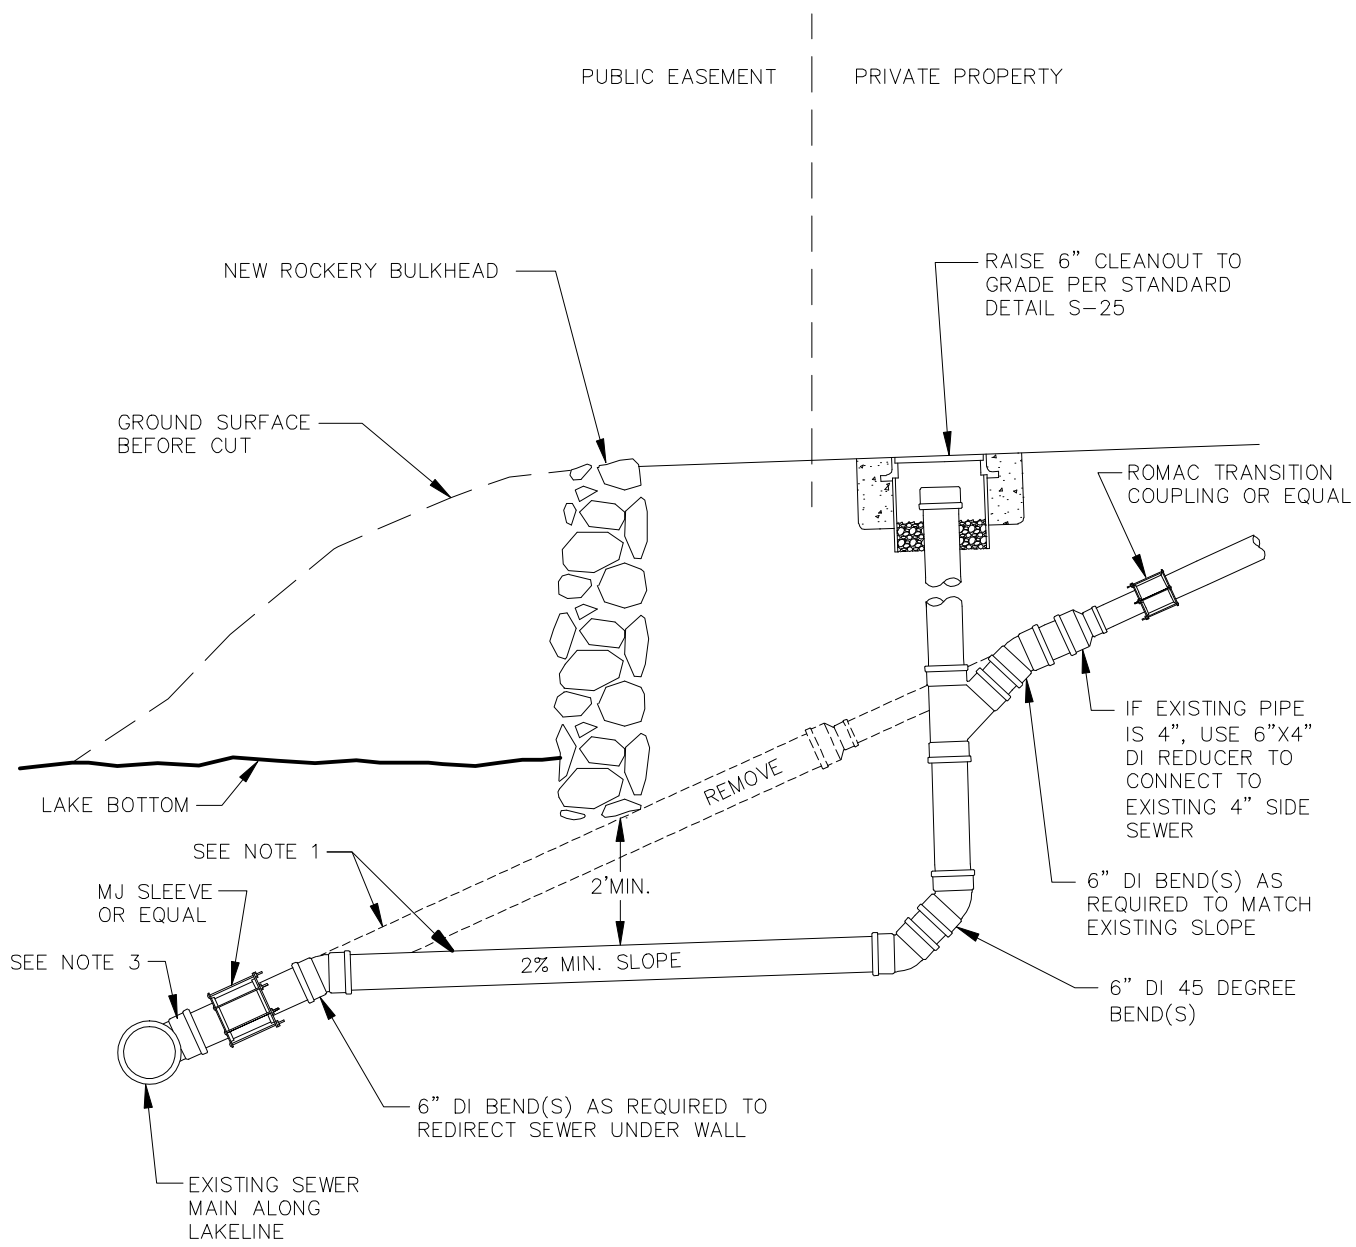 PUBLIC EASEMENT
PRIVATE PROPERTY
NEW ROCKERY BULKHEAD
RAISE 6” CLEANOUT TO
GRADE PER STANDARD
DETAIL S-25
GROUND SURFACE
BEFORE CUT
ROMAC TRANSITION
COUPLING OR EQUAL
IF EXISTING PIPE
IS 4”, USE 6”X4”
DI REDUCER TO
CONNECT TO
EXISTING 4” SIDE
SEWER
REMOVE
LAKE BOTTOM
SEE NOTE 1
MJ SLEEVE
OR EQUAL
2’MIN.
6” DI BEND(S) AS
REQUIRED TO MATCH
EXISTING SLOPE
SEE NOTE 3
2% MIN. SLOPE
6” DI 45 DEGREE
BEND(S)
6” DI BEND(S) AS REQUIRED TO
REDIRECT SEWER UNDER WALL
EXISTING SEWER
MAIN ALONG
LAKELINE